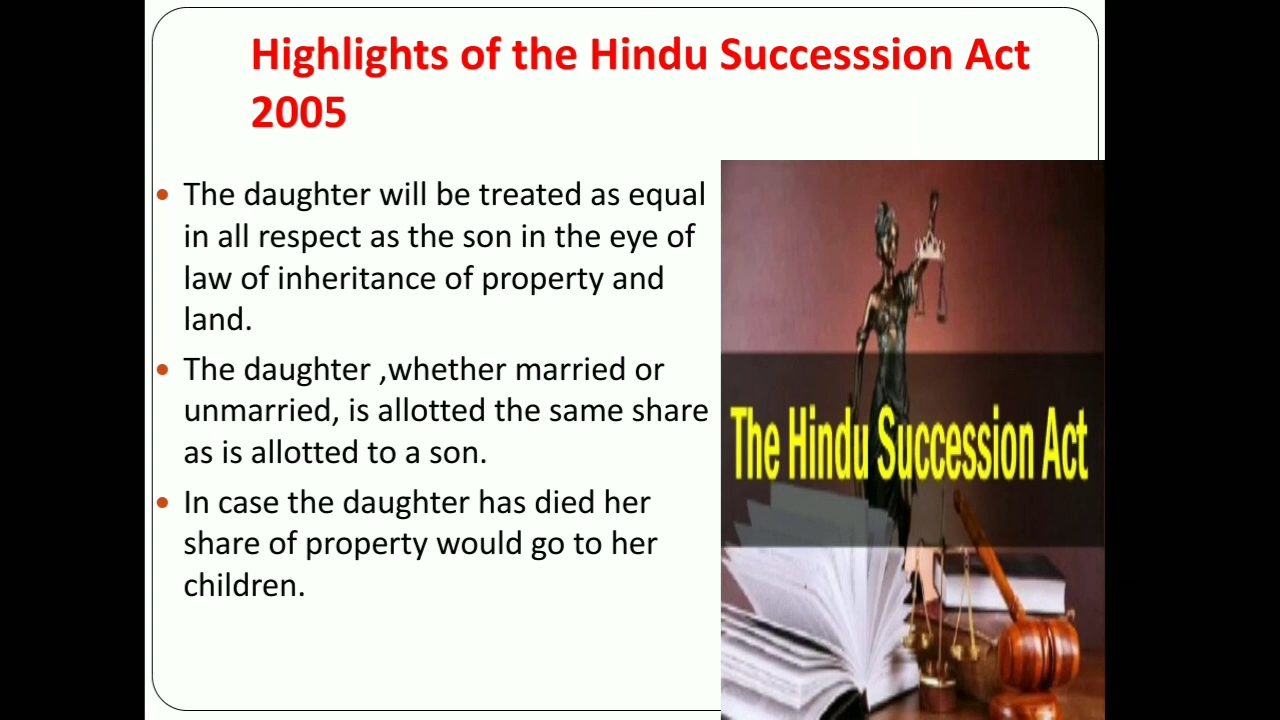 Highlights of the Hindu Successsion Act
2005
• The daughter will be treated as equal
in all respect as the son in the eye of
law of inheritance of property and
land.
• The daughter ,whether married or
unmarried, is allotted the same share
as is allotted to a son.
• In case the daughter has died her
share of property would go to her
children.
The Hindu Succession Act